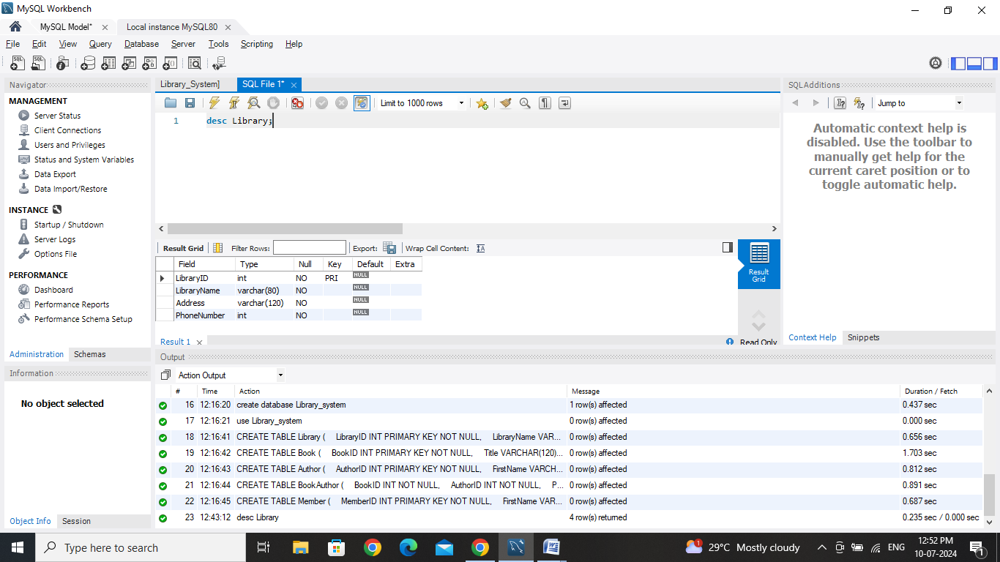 MySQL Workbench
MySQL Model* Local instance MySQL80
File Edit View Query Database Server Tools Scripting Help
Navigator
MANAGEMENT
Server Status
Client Connections
Users and Privileges
Status and System Variables
Data Export
Data Import/Restore
INSTANCE
Startup / Shutdown
Server Logs
Options File
PERFORMANCE
Dashboard
Performance Reports
Performance Schema Setup
Administration Schemas
Information
No object selected
Object Info Session
Library_System] SQL File 1*
Limit to 1000 rows
1 desc Library;
Result Grid Filter Rows: Export: Wrap Cell Content:
Field Type Null Key Default Extra
LibraryID int NO PRI NULL
LibraryName varchar(80) NO NULL
Address varchar(120) NO NULL
PhoneNumber int NO NULL
Result Grid
Result 1 Read Only
SQLAdditions
Jump to
Automatic context help is
disabled. Use the toolbar to
manually get help for the
current caret position or to
toggle automatic help.
Context Help Snippets
Output
Action Output
# Time Action Message Duration / Fetch
16 12:16:20 create database Library_system 1 row(s) affected 0.437 sec
17 12:16:21 use Library_system 0 row(s) affected 0.000 sec
18 12:16:41 CREATE TABLE Library ( LibraryID INT PRIMARY KEY NOT NULL, LibraryName VAR... 0 row(s) affected 0.656 sec
19 12:16:42 CREATE TABLE Book ( BookID INT PRIMARY KEY NOT NULL, Title VARCHAR(120)... 0 row(s) affected 1.703 sec
20 12:16:43 CREATE TABLE Author ( AuthorID INT PRIMARY KEY NOT NULL, FirstName VARCH... 0 row(s) affected 0.812 sec
21 12:16:44 CREATE TABLE BookAuthor ( BookID INT NOT NULL, AuthorID INT NOT NULL, P... 0 row(s) affected 0.891 sec
22 12:16:45 CREATE TABLE Member ( MemberID INT PRIMARY KEY NOT NULL, FirstName VAR... 0 row(s) affected 0.687 sec
23 12:43:12 desc Library 4 row(s) returned 0.235 sec / 0.000 sec
Type here to search
1 29°C Mostly cloudy ENG 12:52 PM
10-07-2024 1